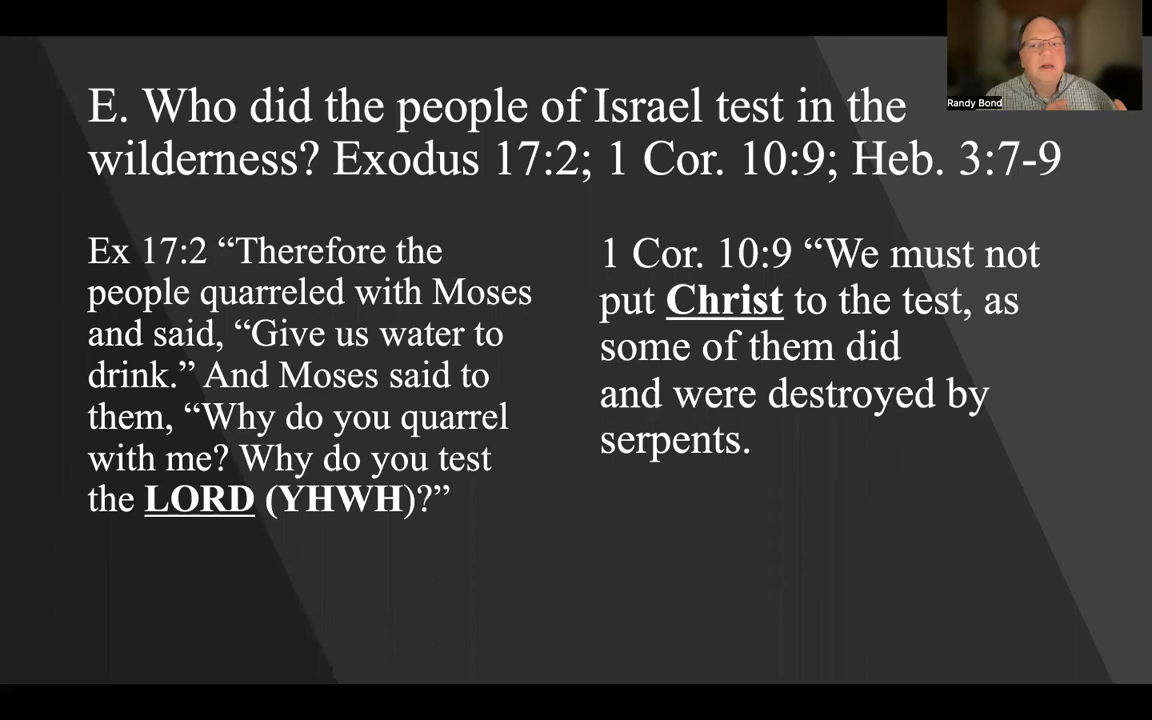 E. Who did the people of Israel test in the
wilderness? Exodus 17:2; 1 Cor. 10:9; Heb. 3:7-9
Randy Bond
Ex 17:2 “Therefore the
people quarreled with Moses
and said, “Give us water to
drink.” And Moses said to
them, “Why do you quarrel
with me? Why do you test
the LORD (YHWH)?”
1 Cor. 10:9 “We must not
put Christ to the test, as
some of them did
and were destroyed by
serpents.